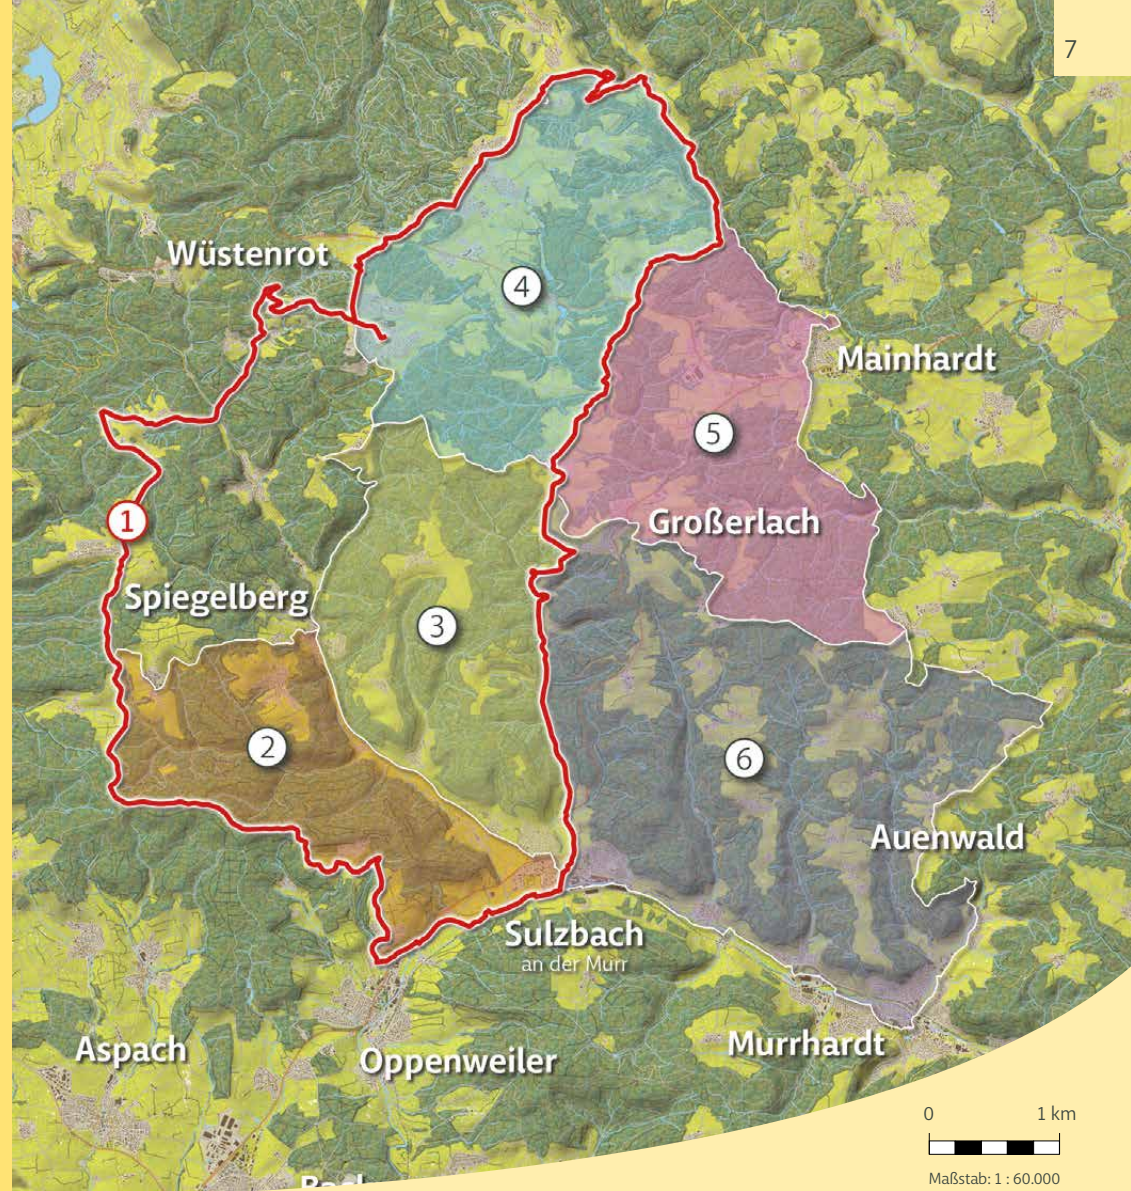 7
Wüstenrot
4
Mainhardt
5
1
Großerlach
Spiegelberg
3
2
6
Auenwald
Sulzbach
an der Murr
Aspach
Oppenweiler
Murrhardt
0 1 km
Maßstab: 1 : 60.000